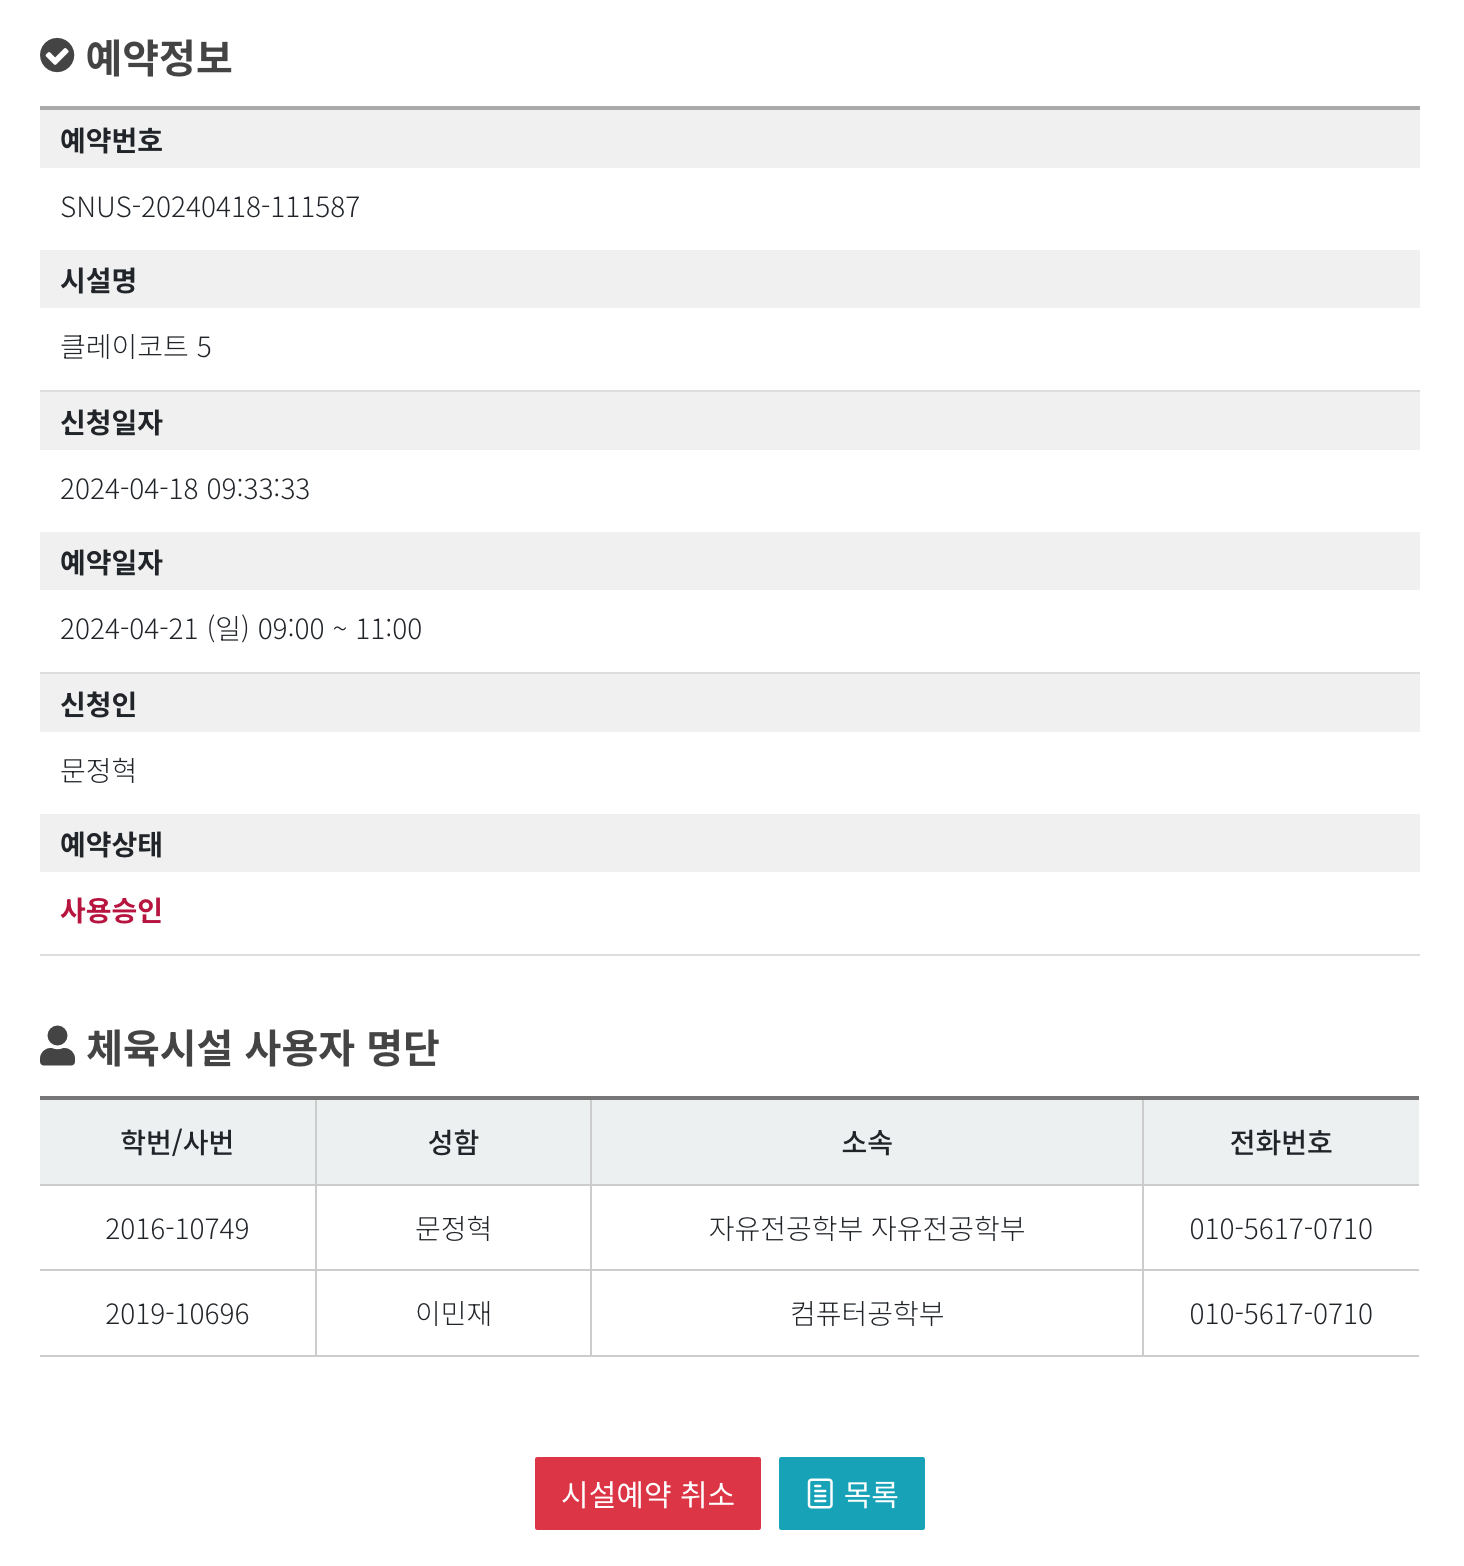 예약정보
예약번호
SNUS-20240418-111587
시설명
클레이코트 5
신청일자
2024-04-18 09:33:33
예약일자
2024-04-21 (일) 09:00 ~ 11:00
신청인
문정혁
예약상태
사용승인
체육시설 사용자 명단
학번/사번 성함 소속 전화번호
2016-10749 문정혁 자유전공학부 자유전공학부 010-5617-0710
2019-10696 이민재 컴퓨터공학부 010-5617-0710
시설예약 취소 목록